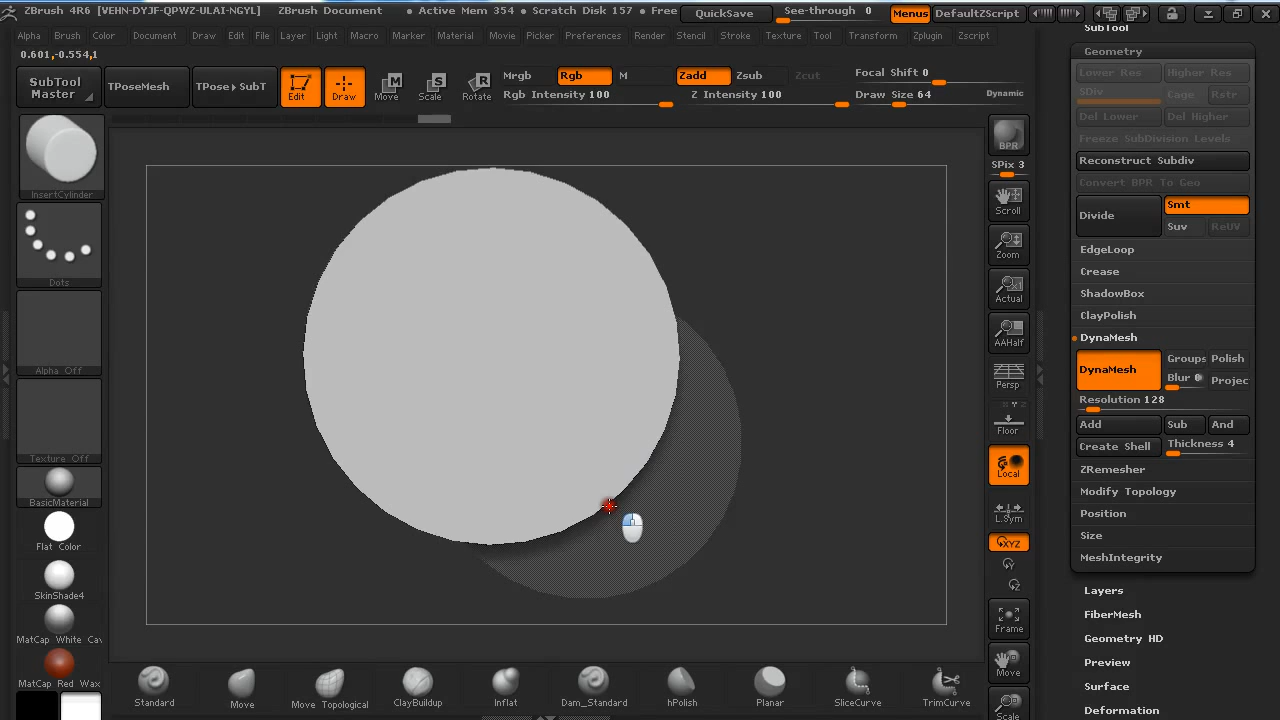 ZBrush 4R6 [VEHN-DYJF-QPWZ-ULAI-NGYL] ZBrush Document • Active Mem 354 • Scratch Disk 157 • Free QuickSave See-through 0 Menus DefaultZScript
Alpha Brush Color Document Draw Edit File Layer Light Macro Marker Material Movie Picker Preferences Render Stencil Stroke Texture Tool Transform Zplugin Zscript
0.601,-0.554,1
SubTool Master
TPoseMesh
TPose▸SubT
Edit
Draw
Move
Scale
Rotate
Mrgb Rgb M Zadd Zsub Zcut
Rgb Intensity 100 Z Intensity 100
Focal Shift 0
Draw Size 64 Dynamic
InsertCylinder
Dots
Alpha Off
Texture Off
BasicMaterial
Flat Color
SkinShade4
MatCap White Cav
MatCap Red Wax
BPR
SPix 3
Scroll
Zoom
Actual
AAHalf
Persp
X Y Z
Floor
Local
L.Sym
XYZ
Y
Z
Frame
Move
Scale
SubTool
Geometry
Lower Res Higher Res
SDiv Cage Rstr
Del Lower Del Higher
Freeze SubDivision Levels
Reconstruct Subdiv
Convert BPR To Geo
Divide Smt
Suv ReUV
EdgeLoop
Crease
ShadowBox
ClayPolish
DynaMesh
DynaMesh Groups Polish
Blur Projec
Resolution 128
Add Sub And
Create Shell Thickness 4
ZRemesher
Modify Topology
Position
Size
MeshIntegrity
Layers
FiberMesh
Geometry HD
Preview
Surface
Deformation
Standard Move Move Topological ClayBuildup Inflat Dam_Standard hPolish Planar SliceCurve TrimCurve